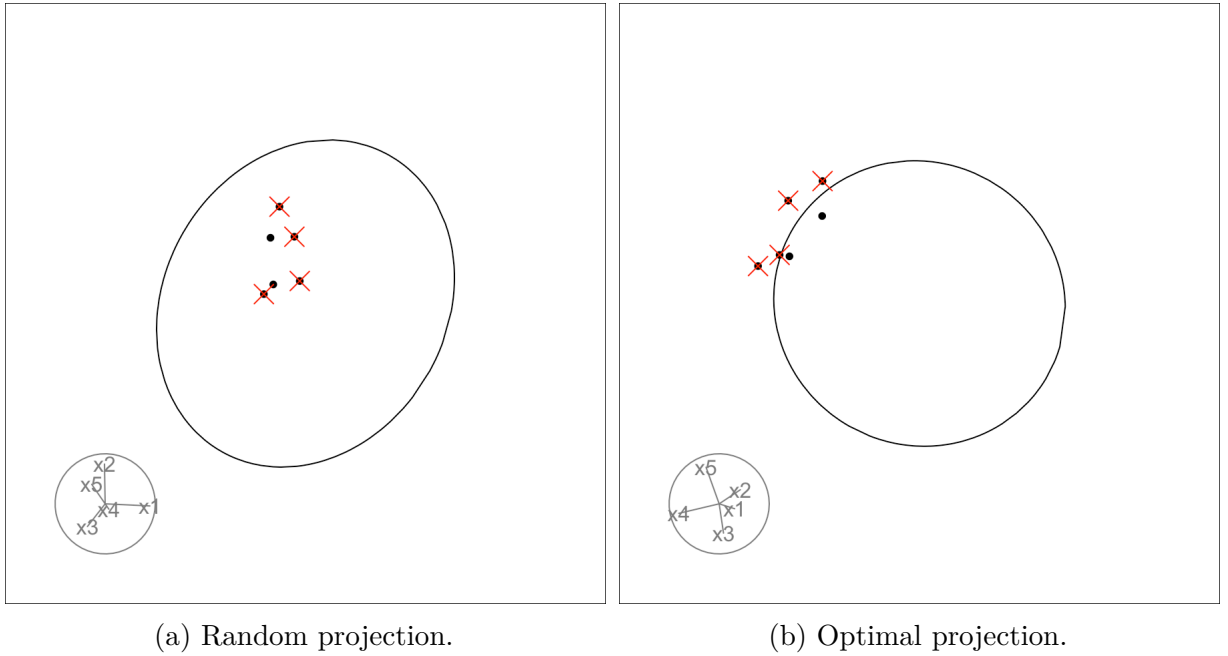 x2
x5
x4
x1
x3
x5
x2
x4
x1
x3
(a) Random projection.
(b) Optimal projection.